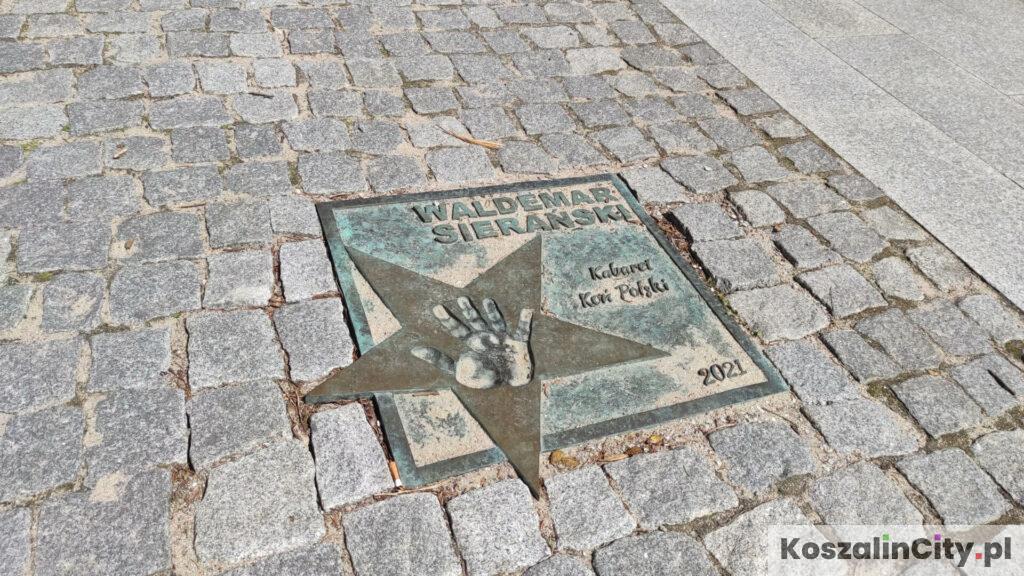 WALDEMAR
SIERAŃSKI
Kabaret
Koń Polski
2021
KoszalinCity.pl